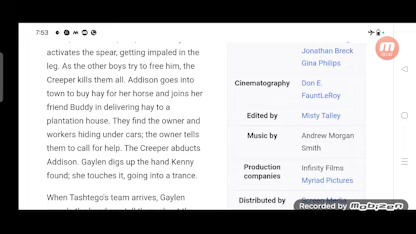 7:53
activates the spear, getting impaled in the
leg. As the other boys try to free him, the
Creeper kills them all. Addison goes into
town to buy hay for her horse and joins her
friend Buddy in delivering hay to a
plantation house. They find the owner and
workers hiding under cars; the owner tells
them to call for help. The Creeper abducts
Addison. Gaylen digs up the hand Kenny
found; she touches it, going into a trance.
When Tashtego's team arrives, Gaylen
Jonathan Breck
Gina Philips
Cinematography Don E.
FauntLeRoy
Edited by Misty Talley
Music by Andrew Morgan
Smith
Production Infinity Films
companies Myriad Pictures
Distributed by Screen Media
Recorded by mobizen